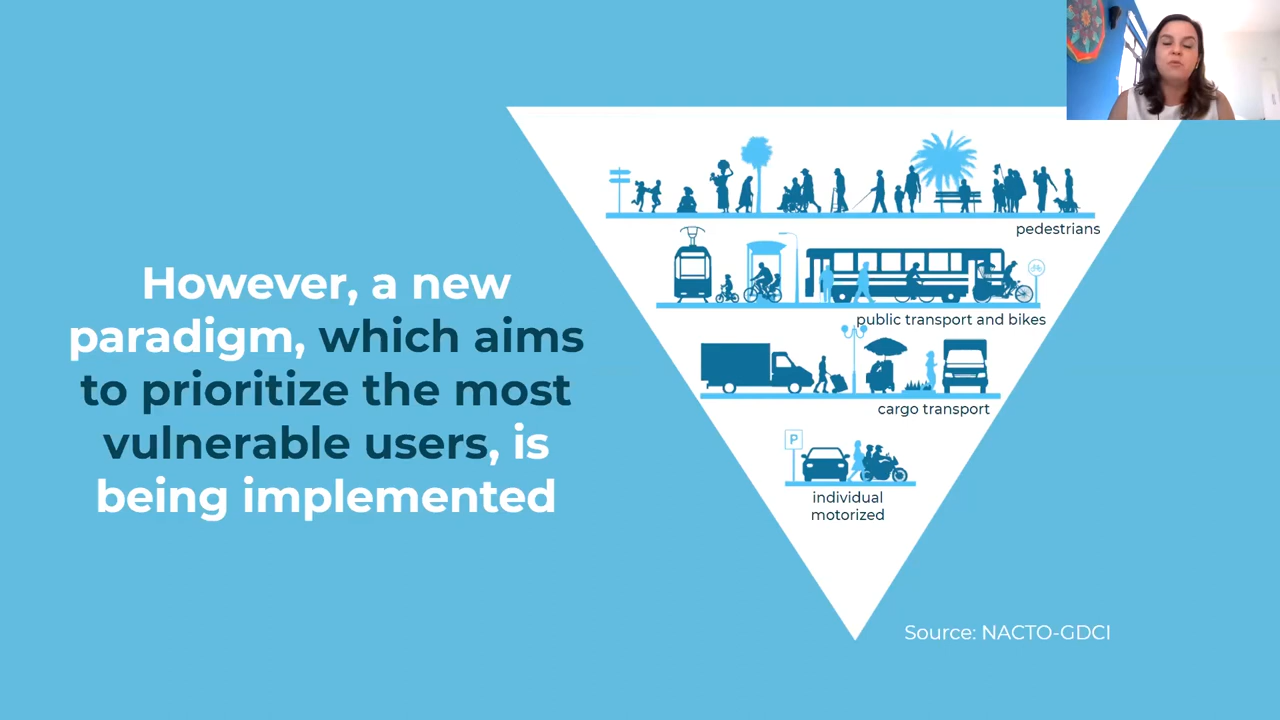 However, a new
paradigm, which aims
to prioritize the most
vulnerable users, is
being implemented
pedestrians
public transport and bikes
cargo transport
P
individual
motorized
Source: NACTO-GDCI